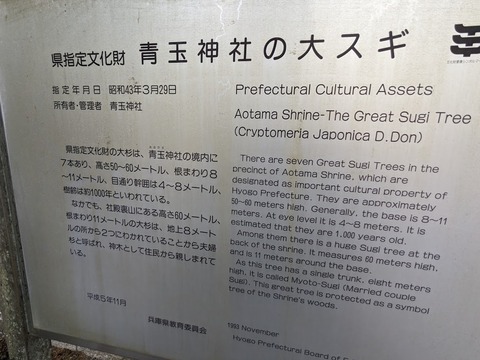 県指定文化財 青玉神社の大スギ
指定年月日 昭和43年3月29日
所有者・管理者 青玉神社
県指定文化財の大杉は、青玉神社の境内に
7本あり、高さ50〜60メートル、根まわり8
〜11メートル、目通り幹囲は4〜8メートル、
樹齢は約1000年といわれている。
なかでも、社殿裏山にある高さ60メートル、
根まわり11メートルの大杉は、地上8メート
ルの所から2つにわかれていることから夫婦
杉と呼ばれ、神木として住民から親しまれて
いる。
平成5年11月
兵庫県教育委員会
Prefectural Cultural Assets
Aotama Shrine-The Great Sugi Tree
(Cryptomeria Japonica D.Don)
There are seven Great Sugi Trees in the
precinct of Aotama Shrine, which are
designated as important cultural property of
Hyogo Prefecture. They are approximately
50~60 meters high. Generally, the base is 8~11
meters. At eye level it is 4~8 meters. It is
estimated that they are 1,000 years old.
Among them there is a huge Sugi tree at the
back of the shrine. It measures 60 meters high,
and is 11 meters around the base.
As this tree has a single trunk, eight meters
high, it is called Myoto-Sugi (Married couple
Sugi). This great tree is protected as a symbol
tree of the Shrine's woods.
1993 November
Hyogo Prefectural Board of